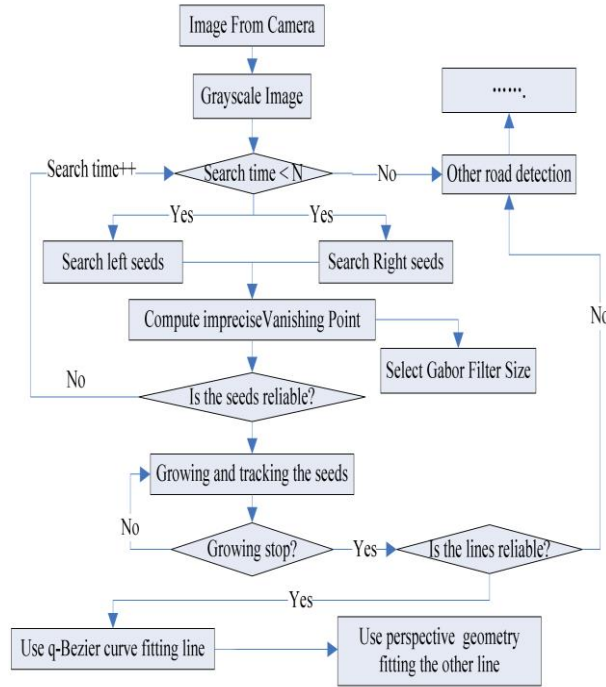 Image From Camera
Grayscale Image
.......
Search time++
Search time < N
No
Other road detection
Yes
Yes
Search left seeds
Search Right seeds
Compute impreciseVanishing Point
No
Select Gabor Filter Size
No
Is the seeds reliable?
Growing and tracking the seeds
No
Growing stop?
Yes
Is the lines reliable?
Yes
Use q-Bezier curve fitting line
Use perspective geometry
fitting the other line